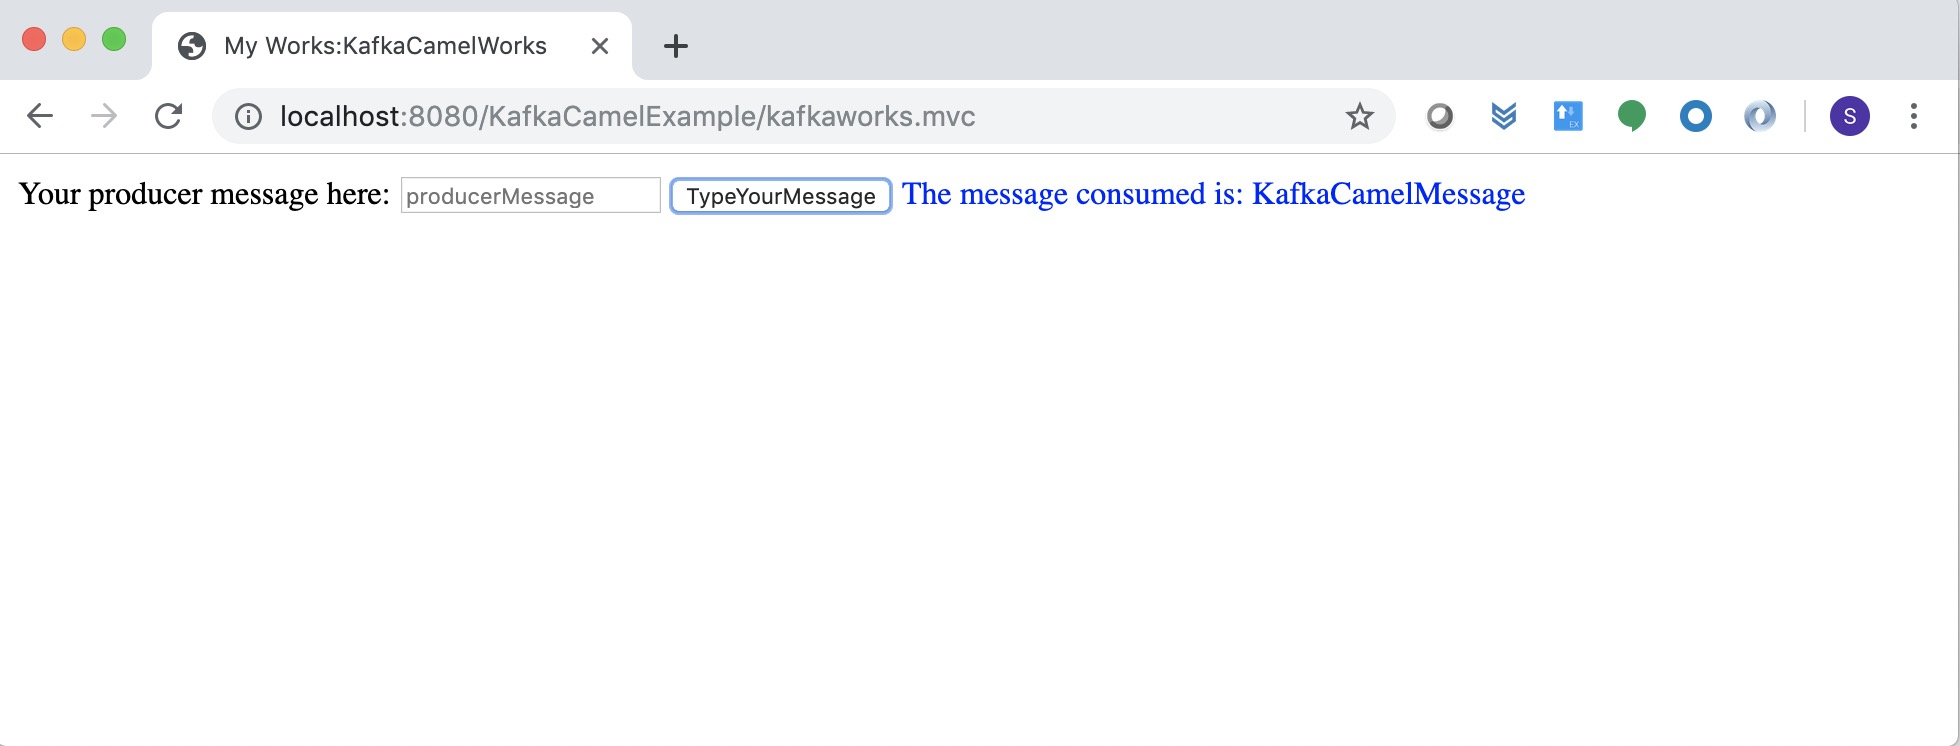 My Works:KafkaCamelWorks
localhost:8080/KafkaCamelExample/kafkaworks.mvc
EX
S
Your producer message here: producerMessage TypeYourMessage The message consumed is: KafkaCamelMessage